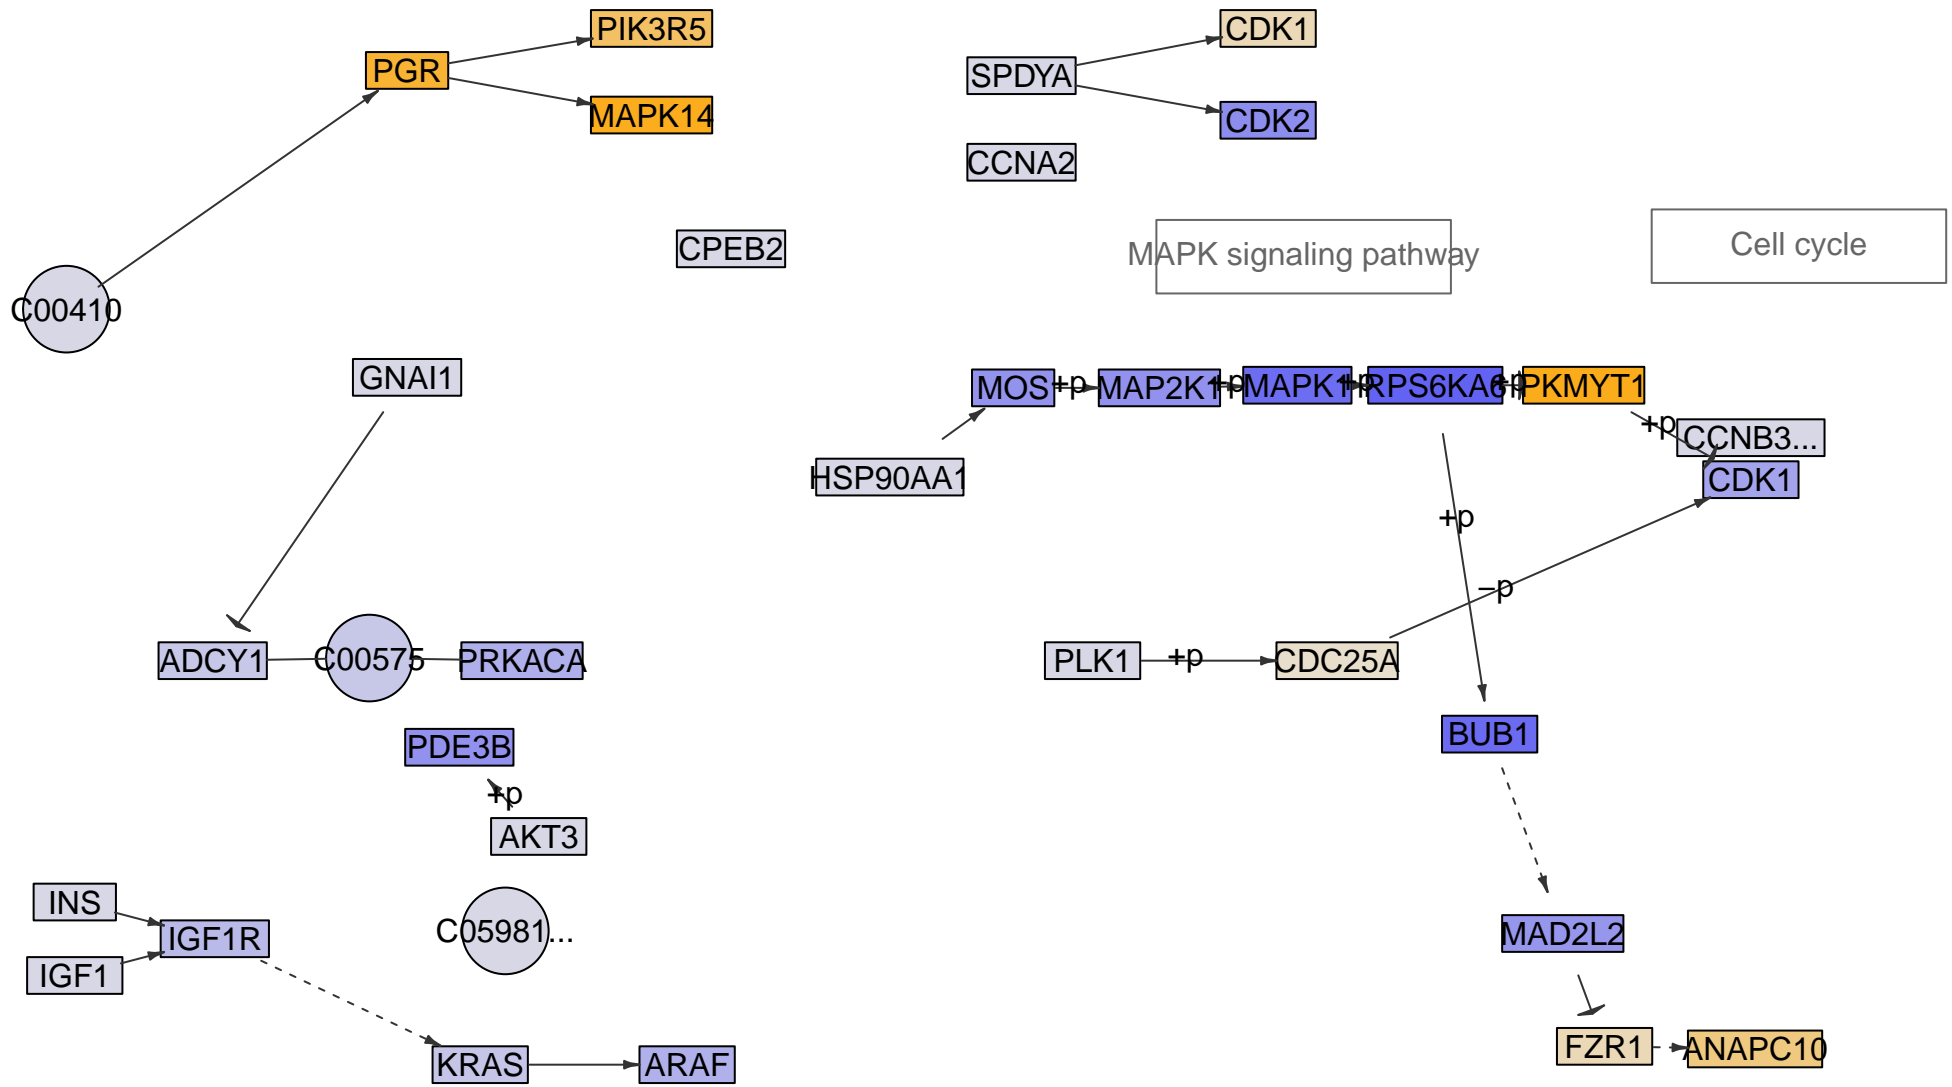 PIK3R5
CDK1
PGR
SPDYA
MAPK14
CDK2
CCNA2
CPEB2
MAPK signaling pathway
Cell cycle
C00410
GNAI1
MOS
+p
MAP2K1
+p
MAPK1
+p
RPS6KA6
+p
PKMYT1
+p
CCNB3...
HSP90AA1
CDK1
+p
−p
ADCY1
C00575
PRKACA
PLK1
+p
CDC25A
PDE3B
BUB1
+p
AKT3
INS
IGF1R
C05981...
MAD2L2
IGF1
KRAS
ARAF
FZR1
ANAPC10